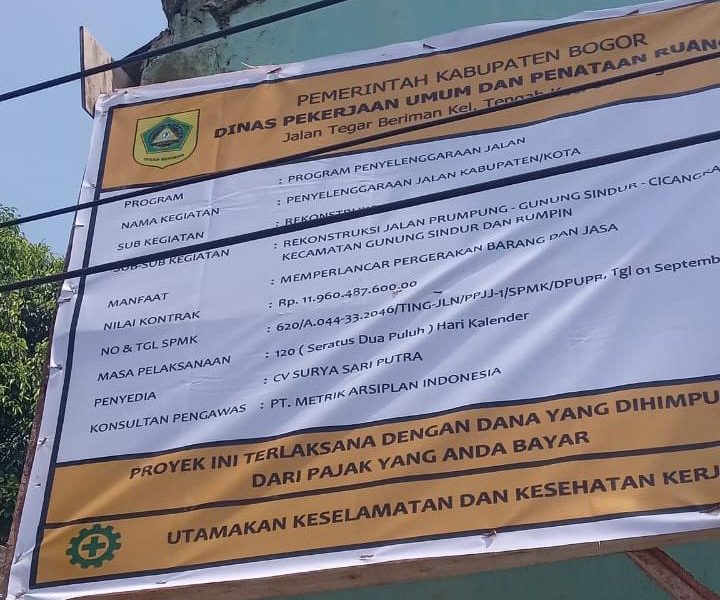 PEMERINTAH KABUPATEN BOGOR
DINAS PEKERJAAN UMUM DAN PENATAAN RUANG
Jalan Tegar Beriman Kel. Tengah
TEGAR BERIMAN
PROGRAM : PROGRAM PENYELENGGARAAN JALAN
NAMA KEGIATAN : PENYELENGGARAAN JALAN KABUPATEN/KOTA
SUB KEGIATAN : REKONSTRUKSI
SUB-SUB KEGIATAN : REKONSTRUKSI JALAN PRUMPUNG - GUNUNG SINDUR - CICANGKA
KECAMATAN GUNUNG SINDUR DAN RUMPIN
MANFAAT : MEMPERLANCAR PERGERAKAN BARANG DAN JASA
NILAI KONTRAK : Rp. 11.960.487.600.00
NO & TGL SPMK : 620/A.044-33.2046/TING-JLN/PPJJ-1/SPMK/DPUPR, Tgl 01 Septemb
MASA PELAKSANAAN : 120 ( Seratus Dua Puluh ) Hari Kalender
PENYEDIA : CV SURYA SARI PUTRA
KONSULTAN PENGAWAS : PT. METRIK ARSIPLAN INDONESIA
PROYEK INI TERLAKSANA DENGAN DANA YANG DIHIMPU
DARI PAJAK YANG ANDA BAYAR
UTAMAKAN KESELAMATAN DAN KESEHATAN KERJ